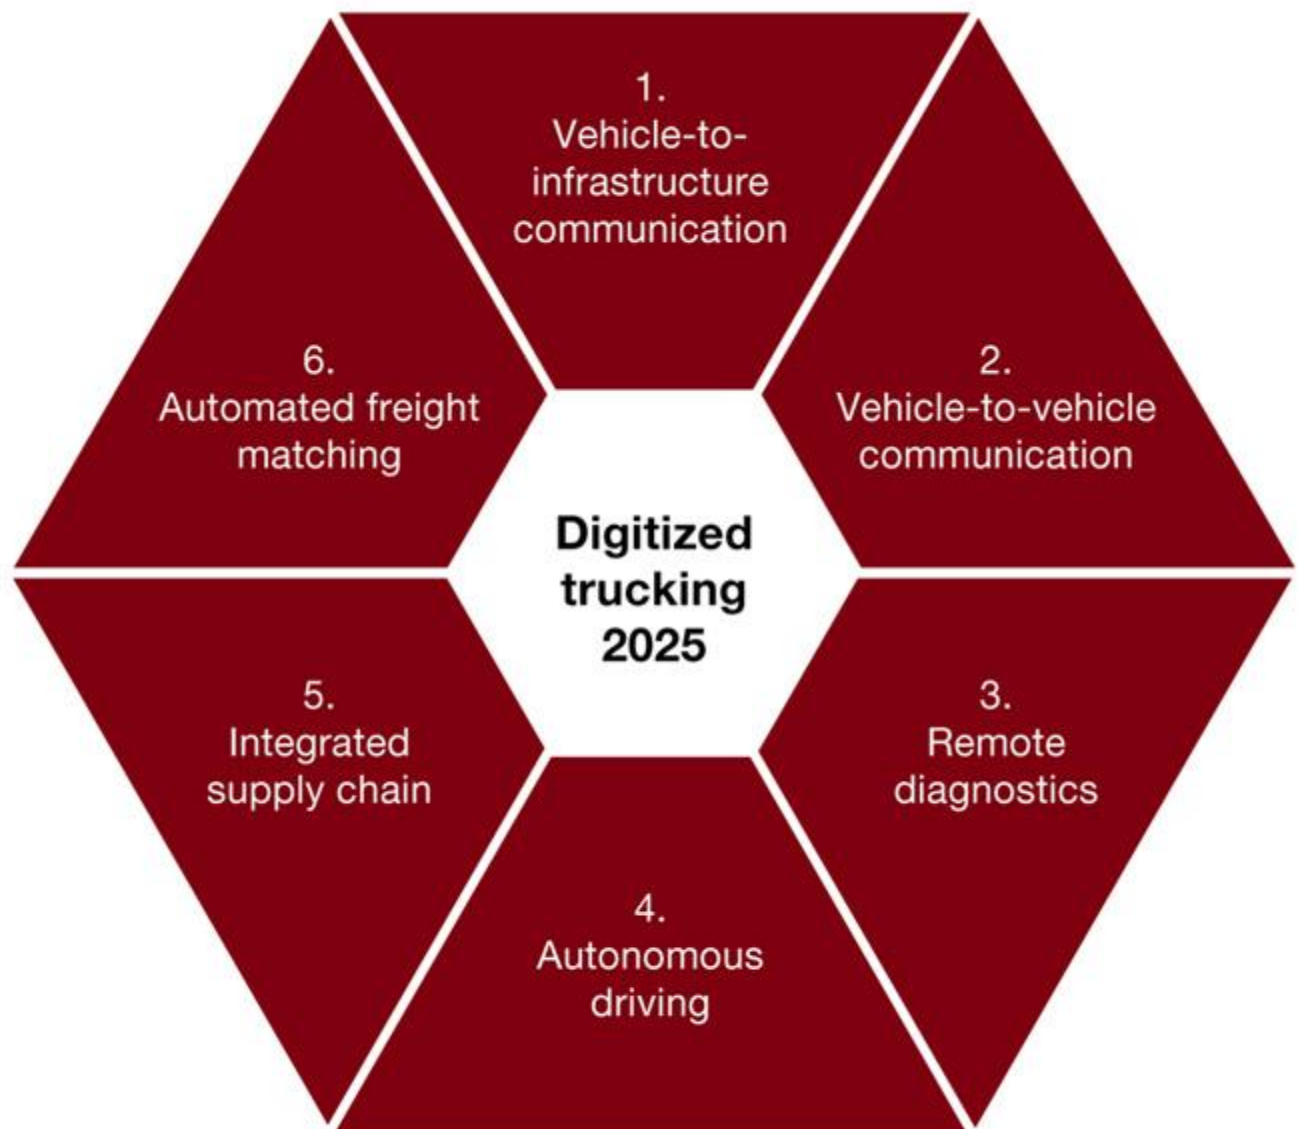 1.
Vehicle-to-
infrastructure
communication
2.
Vehicle-to-vehicle
communication
3.
Remote
diagnostics
4.
Autonomous
driving
5.
Integrated
supply chain
6.
Automated freight
matching
Digitized
trucking
2025